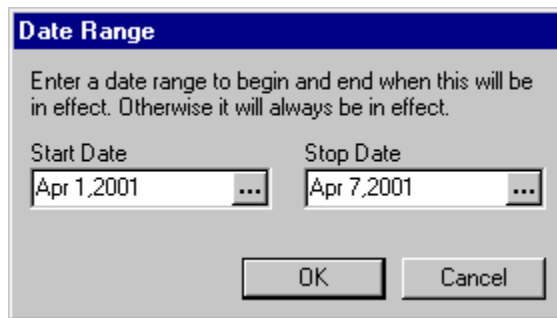 Date Range
Enter a date range to begin and end when this will be
in effect. Otherwise it will always be in effect.
Start Date
Stop Date
Apr 1,2001 ...
Apr 7,2001 ...
OK
Cancel